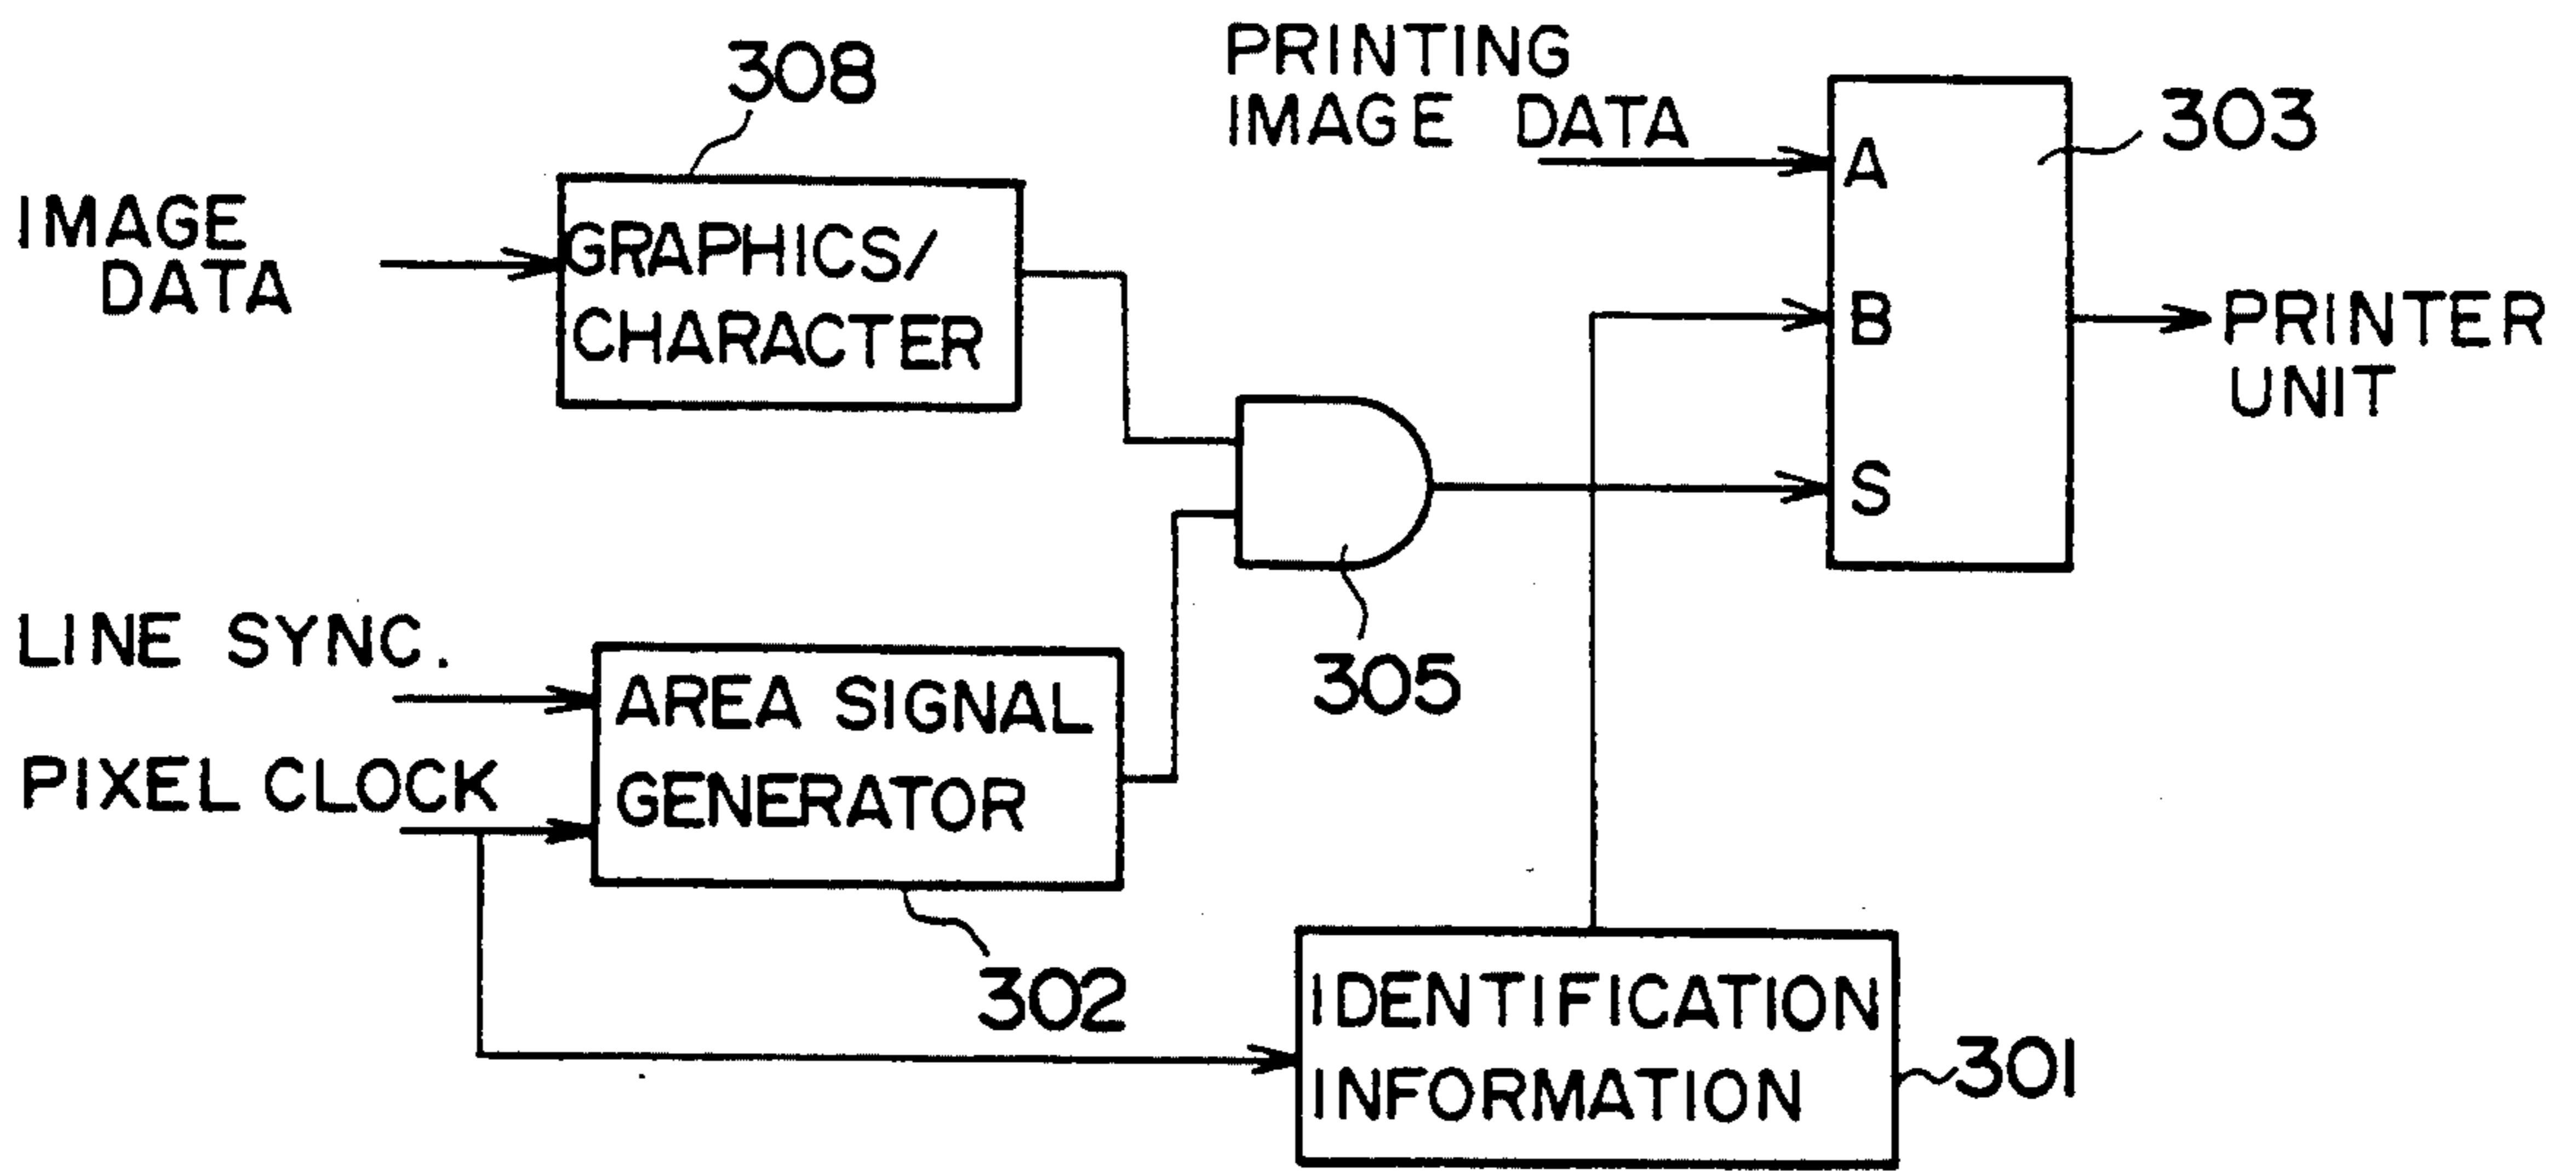 308
PRINTING
IMAGE DATA
303
A
IMAGE
DATA
GRAPHICS/
CHARACTER
B
PRINTER
UNIT
S
305
LINE SYNC.
AREA SIGNAL
PIXEL CLOCK
GENERATOR
302
IDENTIFICATION
INFORMATION
301